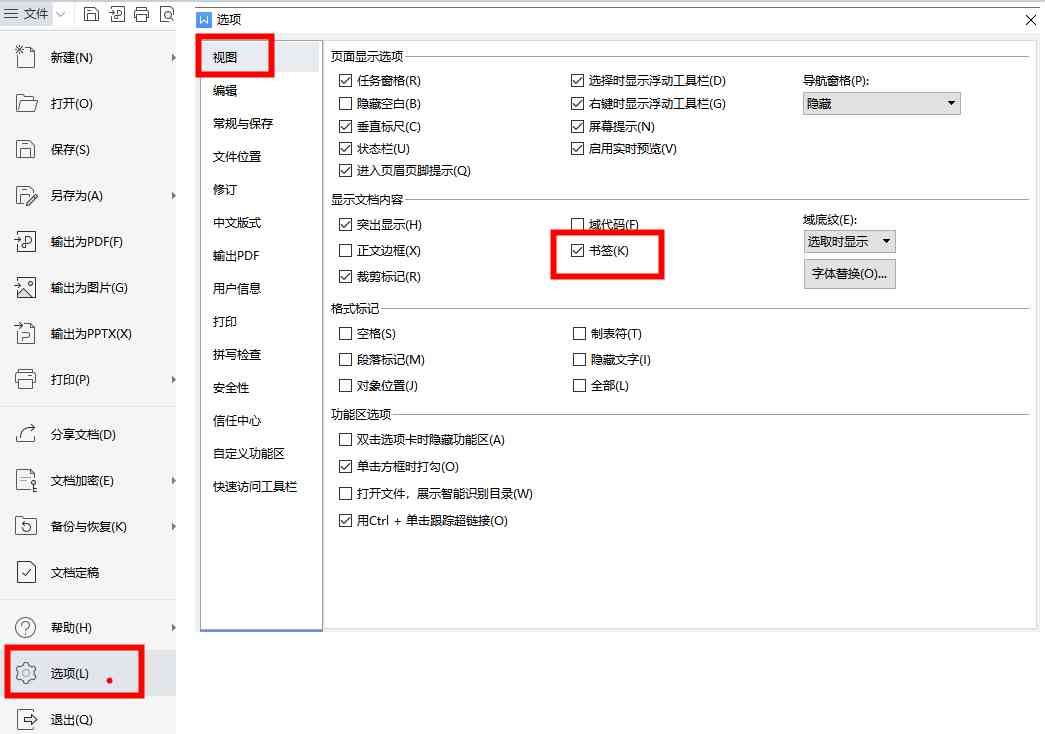 文件
新建(N)
打开(O)
保存(S)
另存为(A)
输出为PDF(F)
输出为图片(G)
输出为PPTX(X)
打印(P)
分享文档(D)
文档加密(E)
备份与恢复(K)
文档定稿
帮助(H)
选项(L)
退出(Q)
W 选项
视图
编辑
常规与保存
文件位置
修订
中文版式
输出PDF
用户信息
打印
拼写检查
安全性
信任中心
自定义功能区
快速访问工具栏
页面显示选项
任务窗格(R) 选择时显示浮动工具栏(D) 导航窗格(P):
隐藏空白(B) 右键时显示浮动工具栏(G) 隐藏
垂直标尺(C) 屏幕提示(N)
状态栏(U) 启用实时预览(V)
进入页眉页脚提示(Q)
显示文档内容
突出显示(H) 域代码(F) 域底纹(E):
正文边框(X) 书签(K) 选取时显示
裁剪标记(R) 字体替换(O)...
格式标记
空格(S) 制表符(T)
段落标记(M) 隐藏文字(I)
对象位置(J) 全部(L)
功能区选项
双击选项卡时隐藏功能区(A)
单击方框时打勾(O)
打开文件，展示智能识别目录(W)
用Ctrl + 单击跟踪超链接(O)